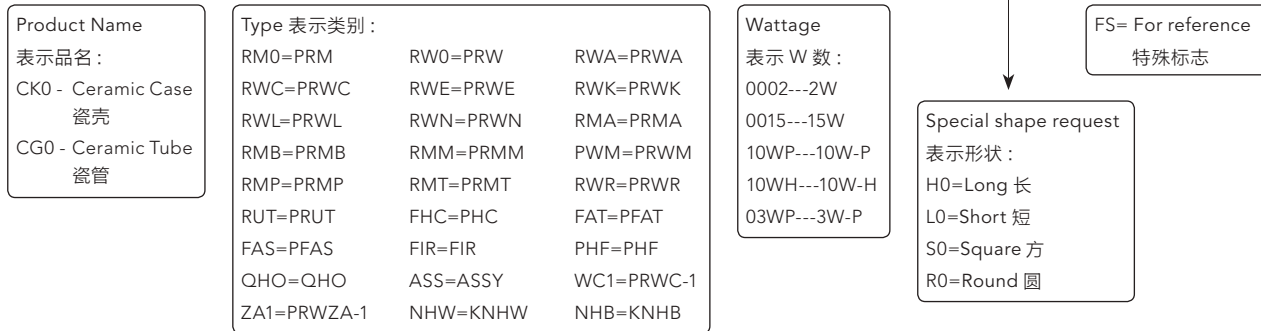 Product Name
表示品名 :
CK0 - Ceramic Case
瓷壳
CG0 - Ceramic Tube
瓷管
Type 表示类别 :
RM0=PRM RW0=PRW RWA=PRWA
RWC=PRWC RWE=PRWE RWK=PRWK
RWL=PRWL RWN=PRWN RMA=PRMA
RMB=PRMB RMM=PRMM PWM=PRWM
RMP=PRMP RMT=PRMT RWR=PRWR
RUT=PRUT FHC=PHC FAT=PFAT
FAS=PFAS FIR=FIR PHF=PHF
QHO=QHO ASS=ASSY WC1=PRWC-1
ZA1=PRWZA-1 NHW=KNHW NHB=KNHB
Wattage
表示 W 数 :
0002---2W
0015---15W
10WP---10W-P
10WH---10W-H
03WP---3W-P
Special shape request
表示形状 :
H0=Long 长
L0=Short 短
S0=Square 方
R0=Round 圆
FS= For reference
特殊标志